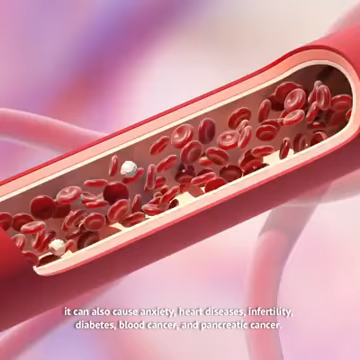 it can also cause anxiety, heart diseases, infertility,
diabetes, blood cancer, and pancreatic cancer.